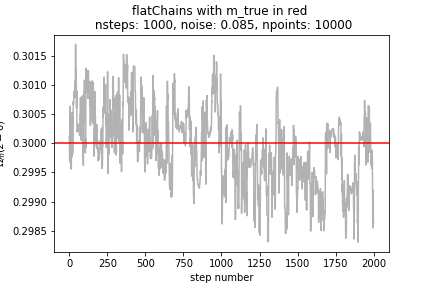 flatChains with m_true in red
nsteps: 1000, noise: 0.085, npoints: 10000
0.3015
0.3010
0.3005
0.3000
0.2995
0.2990
0.2985
0 250 500 750 1000 1250 1500 1750 2000
step number